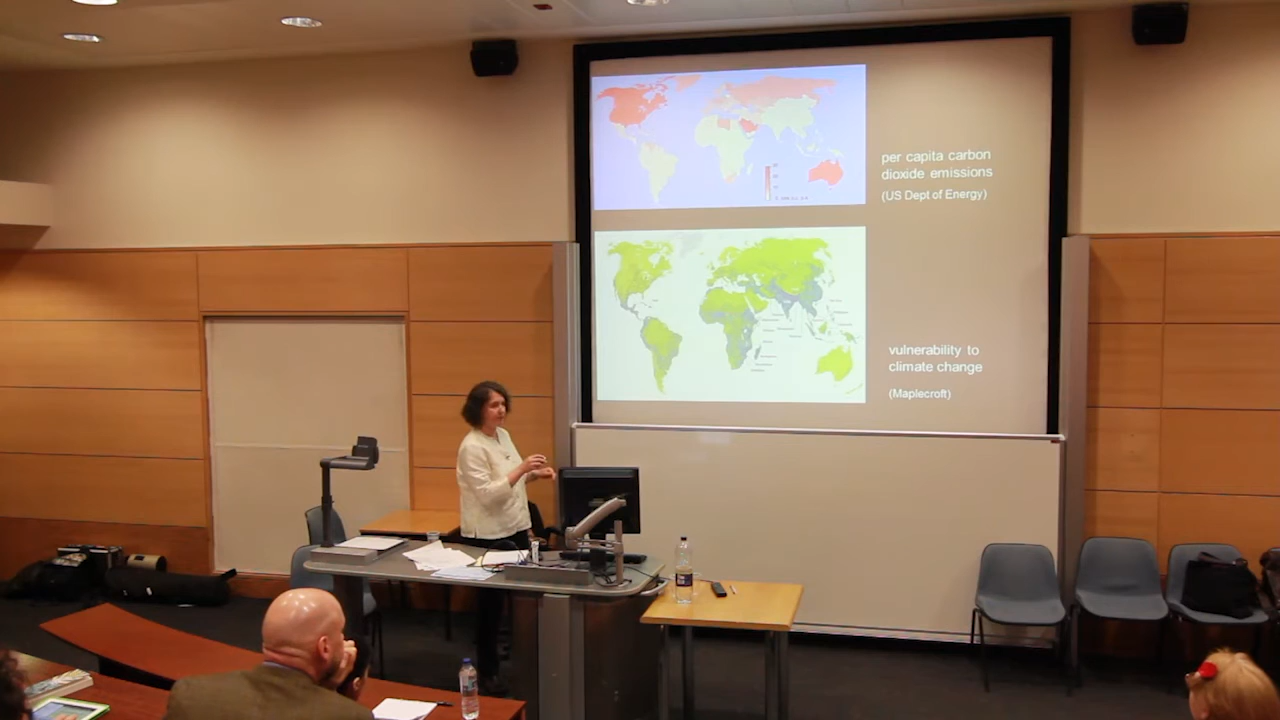 per capita carbon
dioxide emissions
(US Dept of Energy)
vulnerability to
climate change
(Maplecroft)